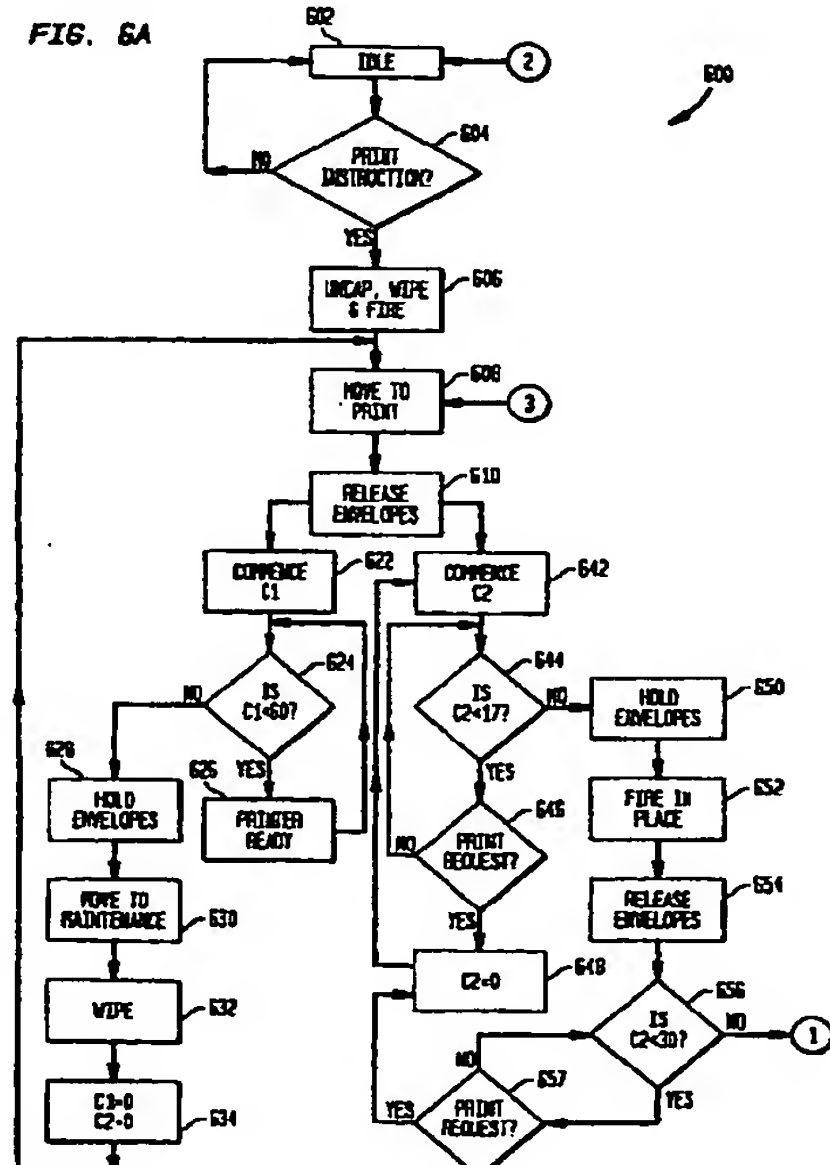 FIG. 6A
602
IDLE
2
600
604
PRINT
INSTRUCTION?
NO
YES
606
UNCAP, WIPE
& FIRE
608
MOVE TO
PRINT
3
610
RELEASE
ENVELOPES
622
COMMENCE
C1
642
COMMENCE
C2
624
IS
C1<60?
NO
YES
644
IS
C2<17?
NO
YES
650
HOLD
ENVELOPES
628
HOLD
ENVELOPES
626
PRINTER
READY
646
PRINT
REQUEST?
NO
YES
652
FIRE IN
PLACE
654
RELEASE
ENVELOPES
630
MOVE TO
MAINTENANCE
648
C2=0
656
IS
C2<30?
NO
1
YES
632
WIPE
657
PRINT
REQUEST?
NO
YES
634
C1=0
C2=0